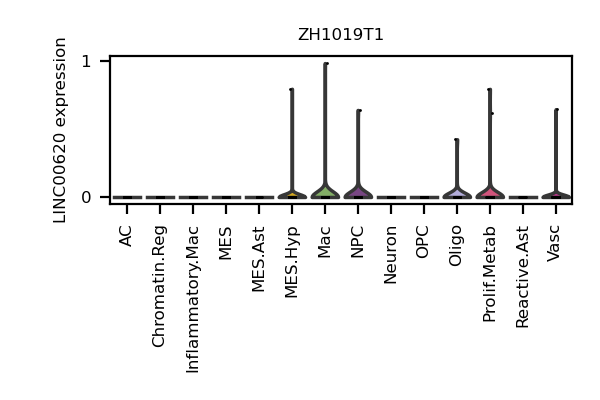 ZH1019T1
LINC00620 expression
1
0
AC
Chromatin.Reg
Inflammatory.Mac
MES
MES.Ast
MES.Hyp
Mac
NPC
Neuron
OPC
Oligo
Prolif.Metab
Reactive.Ast
Vasc